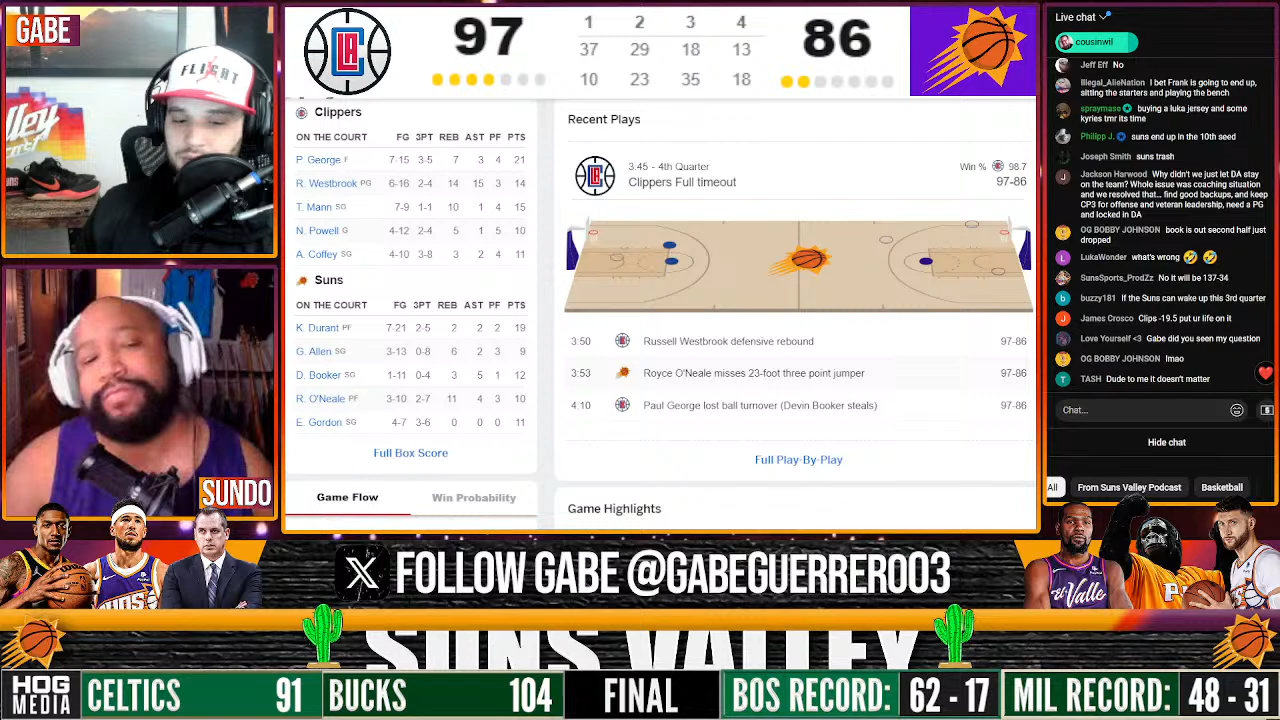 GABE
SUNDO
97
1 2 3 4
37 29 18 13
10 23 35 18
86
Clippers
ON THE COURT FG 3PT REB AST PF PTS
P. George F 7-15 3-5 7 3 4 21
R. Westbrook PG 6-16 2-4 14 15 3 14
T. Mann SG 7-9 1-1 10 1 4 15
N. Powell G 4-12 2-4 5 1 5 10
A. Coffey SG 4-10 3-8 3 2 4 11
Suns
ON THE COURT FG 3PT REB AST PF PTS
K. Durant PF 7-21 2-5 2 2 2 19
G. Allen SG 3-13 0-8 6 2 3 9
D. Booker SG 1-11 0-4 3 5 1 12
R. O'Neale PF 3-10 2-7 11 4 3 10
E. Gordon SG 4-7 3-6 0 0 0 11
Full Box Score
Game Flow Win Probability
Recent Plays
3:45 - 4th Quarter Win % 98.7
Clippers Full timeout 97-86
3:50 Russell Westbrook defensive rebound 97-86
3:53 Royce O'Neale misses 23-foot three point jumper 97-86
4:10 Paul George lost ball turnover (Devin Booker steals) 97-86
Full Play-By-Play
Game Highlights
Live chat
cousinwil
Jeff Eff No
Illegal_AlieNation I bet Frank is going to end up,
sitting the starters and playing the bench
spraymase buying a luka jersey and some
kyries tmr its time
Philipp J. suns end up in the 10th seed
Joseph Smith suns trash
Jackson Harwood Why didn't we just let DA stay
on the team? Whole issue was coaching situation
and we resolved that... find good backups, and keep
CP3 for offense and veteran leadership, need a PG
and locked in DA
OG BOBBY JOHNSON book is out second half just
dropped
LukaWonder what's wrong 🤣 🤣
SunsSports_ProdZz No it will be 137-34
buzzy181 If the Suns can wake up this 3rd quarter
James Crosco Clips -19.5 put ur life on it
Love Yourself <3 Gabe did you seen my question
OG BOBBY JOHNSON lmao
TASH Dude to me it doesn't matter
Chat...
Hide chat
All From Suns Valley Podcast Basketball
FOLLOW GABE @GABEGUERRERO03
SUNS VALLEY
HOG
MEDIA
CELTICS 91 BUCKS 104 FINAL BOS RECORD: 62 - 17 MIL RECORD: 48 - 31